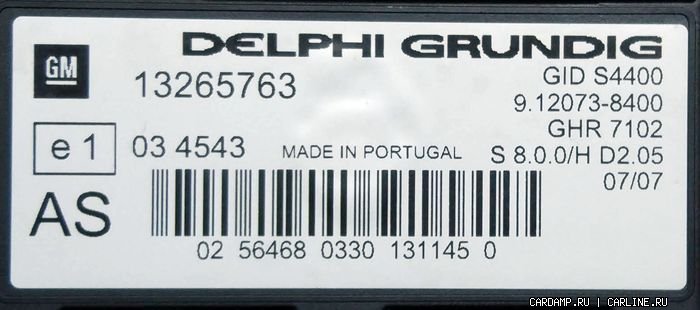 DELPHI GRUNDIG
GM
13265763
GID S4400
9.12073-8400
GHR 7102
e 1
03 4543
MADE IN PORTUGAL
S 8.0.0/H D2.05
07/07
AS
02 56468 0330 131145 0
CARDAMP.RU | CARLINE.RU